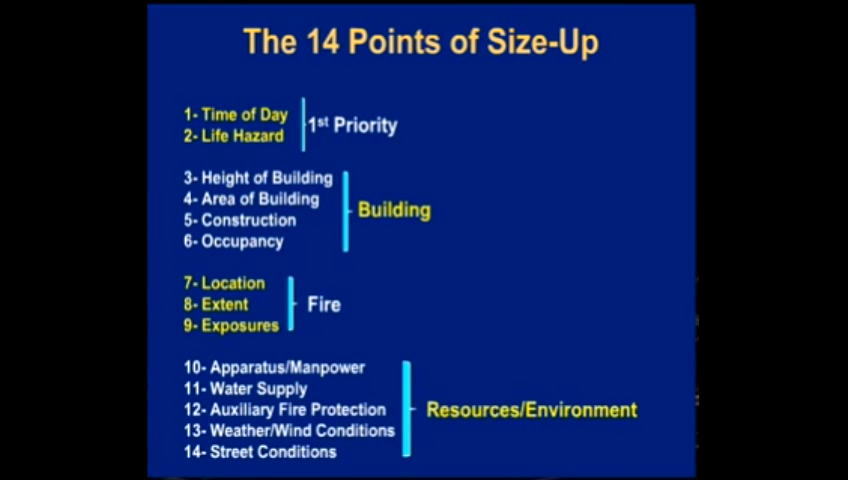 The 14 Points of Size-Up
1- Time of Day
2- Life Hazard
1st Priority
3- Height of Building
4- Area of Building
5- Construction
6- Occupancy
Building
7- Location
8- Extent
9- Exposures
Fire
10- Apparatus/Manpower
11- Water Supply
12- Auxiliary Fire Protection
13- Weather/Wind Conditions
14- Street Conditions
Resources/Environment